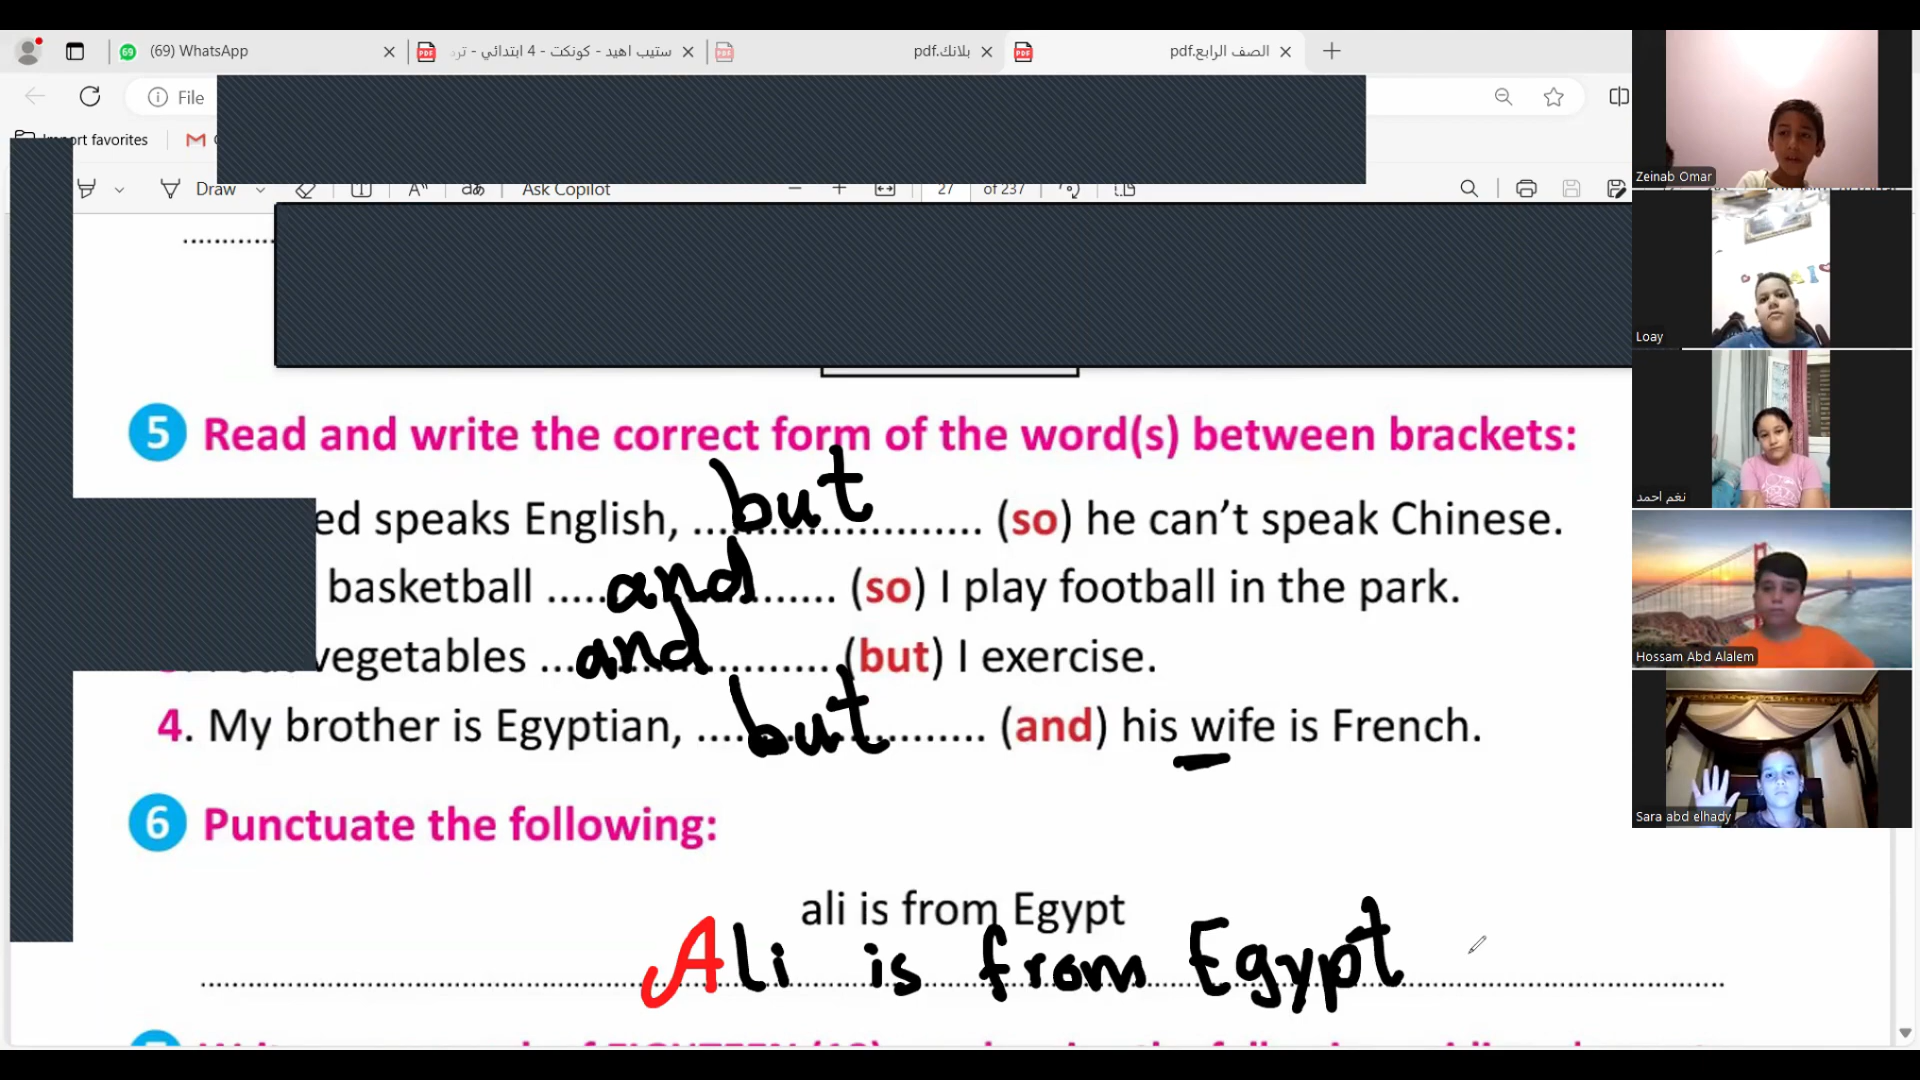 (69) WhatsApp
ستيب اهيد - كونكت - 4 ابتدائي - ترد
بلانك.pdf
الصف الرابع.pdf
File
ort favorites
Draw
Ask Copilot
27 of 237
Zeinab Omar
Loay
نغم احمد
Hossam Abd Alalem
Sara abd elhady
5 Read and write the correct form of the word(s) between brackets:
ed speaks English, but (so) he can't speak Chinese.
basketball and (so) I play football in the park.
vegetables and (but) I exercise.
4. My brother is Egyptian, but (and) his wife is French.
6 Punctuate the following:
ali is from Egypt
Ali is from Egypt